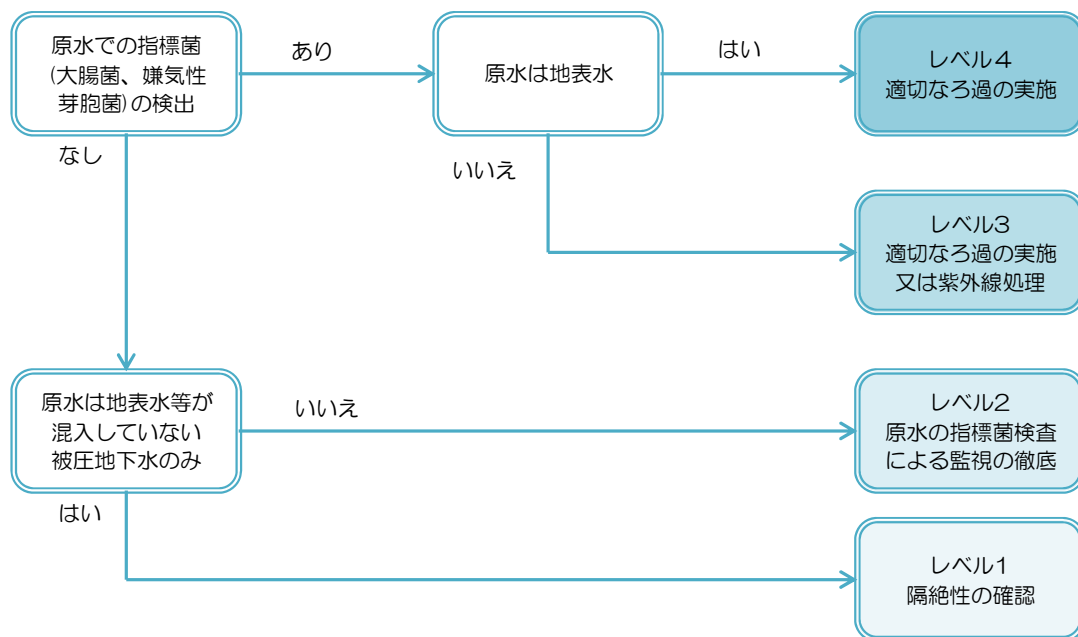 原水での指標菌
(大腸菌、嫌気性
芽胞菌)の検出
あり
原水は地表水
はい
レベル４
適切なろ過の実施
なし
いいえ
レベル3
適切なろ過の実施
又は紫外線処理
原水は地表水等が
混入していない
被圧地下水のみ
いいえ
レベル2
原水の指標菌検査
による監視の徹底
はい
レベル1
隔絶性の確認